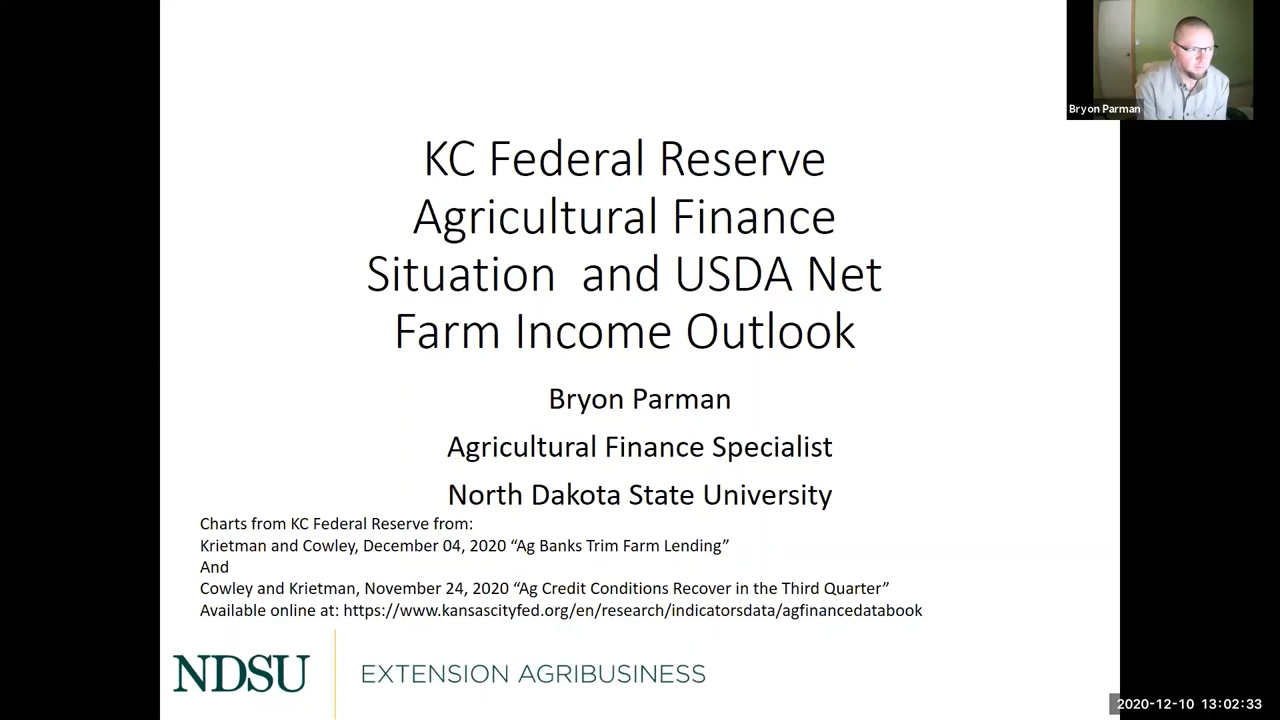 KC Federal Reserve
Agricultural Finance
Situation and USDA Net
Farm Income Outlook
Bryon Parman
Agricultural Finance Specialist
North Dakota State University
Charts from KC Federal Reserve from:
Krietman and Cowley, December 04, 2020 “Ag Banks Trim Farm Lending”
And
Cowley and Krietman, November 24, 2020 “Ag Credit Conditions Recover in the Third Quarter”
Available online at: https://www.kansascityfed.org/en/research/indicatorsdata/agfinancedatabook
NDSU EXTENSION AGRIBUSINESS
Bryon Parman
2020-12-10 13:02:33